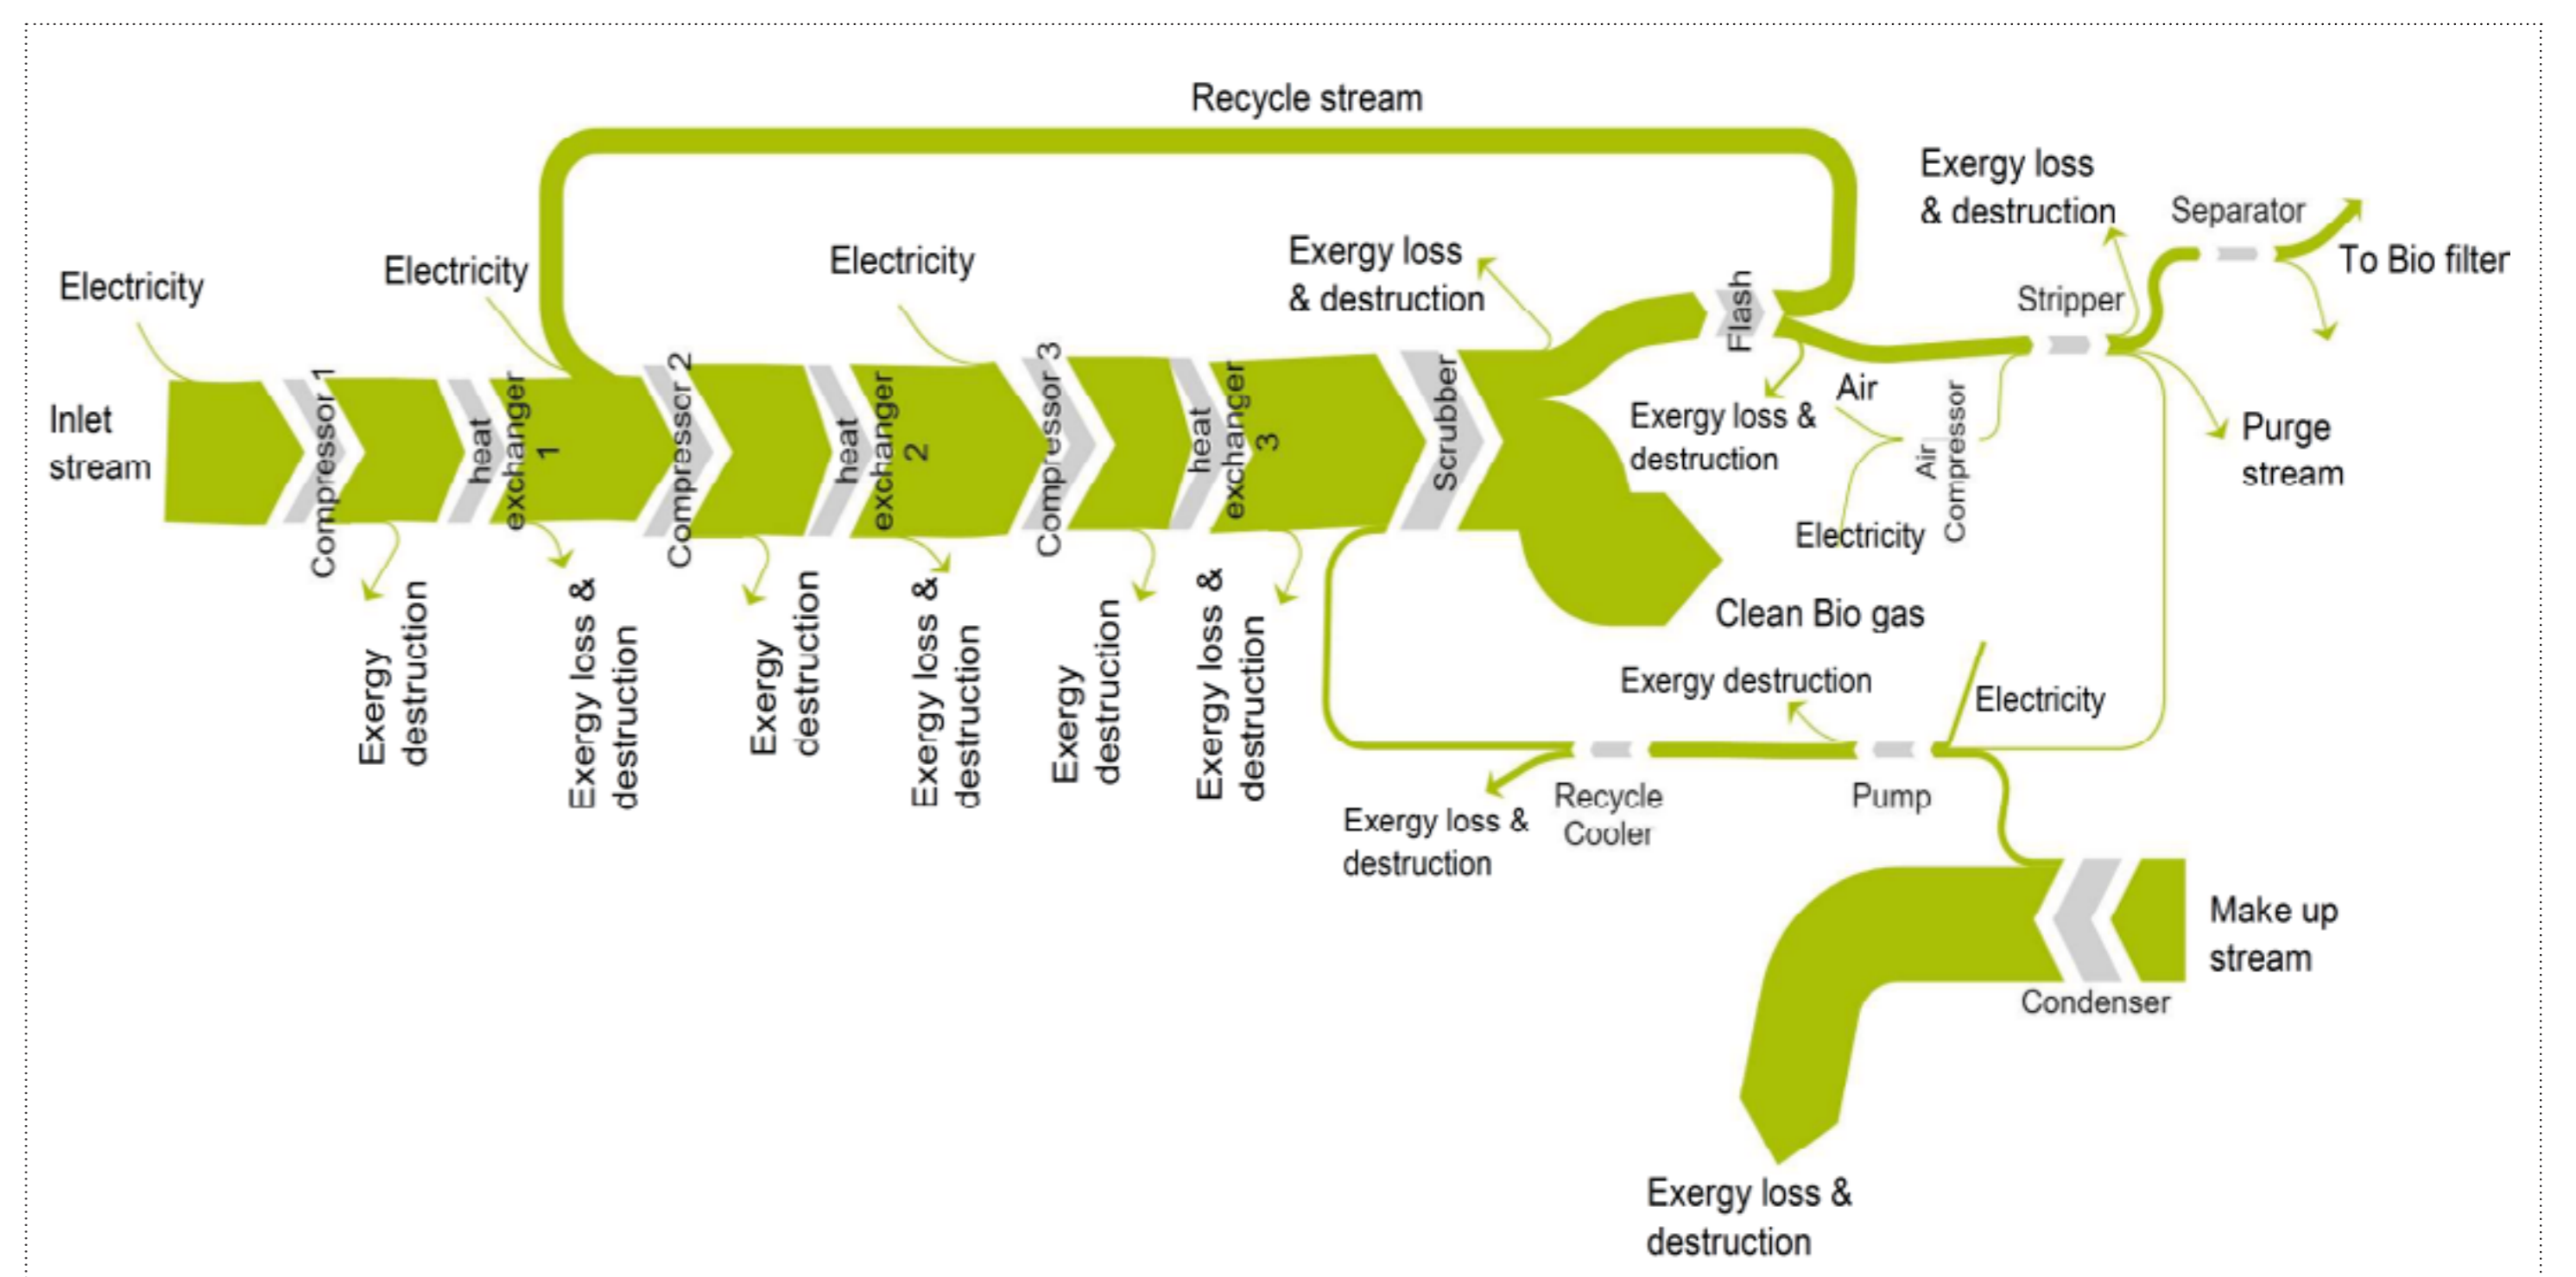 Recycle stream
Exergy loss
& destruction
Separator
To Bio filter
Electricity
Electricity
Electricity
Exergy loss
& destruction
Flash
Stripper
Inlet
stream
Compressor 1
heat
exchanger
1
Compressor 2
heat
exchanger
2
Compressor 3
heat
exchanger
3
Scrubber
Exergy loss &
destruction
Air
Air
Compressor
Electricity
Purge
stream
Exergy
destruction
Exergy loss &
destruction
Exergy
destruction
Exergy loss &
destruction
Exergy
destruction
Exergy loss &
destruction
Clean Bio gas
Exergy destruction
Electricity
Recycle
Cooler
Pump
Exergy loss &
destruction
Make up
stream
Condenser
Exergy loss &
destruction